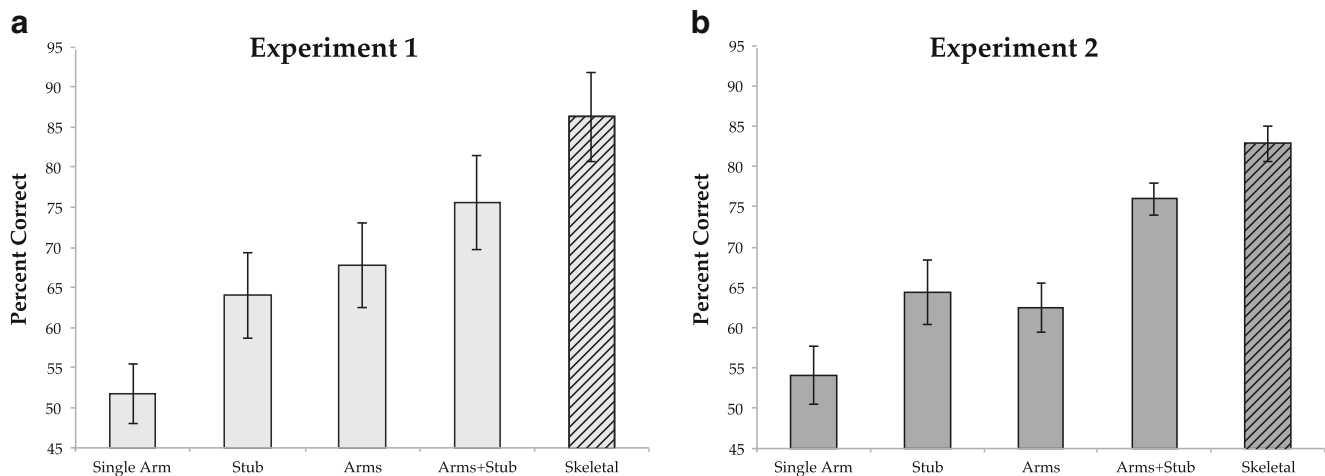 a
Experiment 1
Percent Correct
95
90
85
80
75
70
65
60
55
50
45
Single Arm
Stub
Arms
Arms+Stub
Skeletal
b
Experiment 2
Percent Correct
95
90
85
80
75
70
65
60
55
50
45
Single Arm
Stub
Arms
Arms+Stub
Skeletal